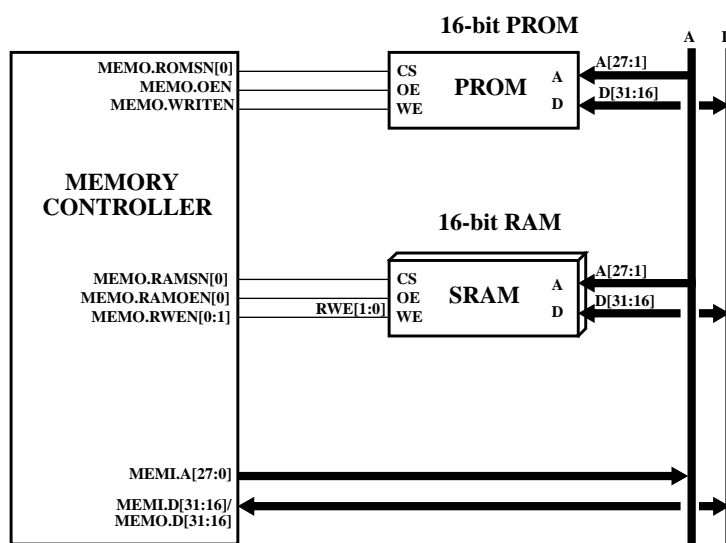 16-bit PROM
A
MEMO.ROMSN[0]
MEMO.OEN
MEMO.WRITEN
CS
OE
WE
PROM
A
D
A[27:1]
D[31:16]
MEMORY
CONTROLLER
16-bit RAM
MEMO.RAMSN[0]
MEMO.RAMOEN[0]
MEMO.RWEN[0:1]
RWE[1:0]
CS
OE
WE
SRAM
A
D
A[27:1]
D[31:16]
MEMI.A[27:0]
MEMI.D[31:16]/
MEMO.D[31:16]